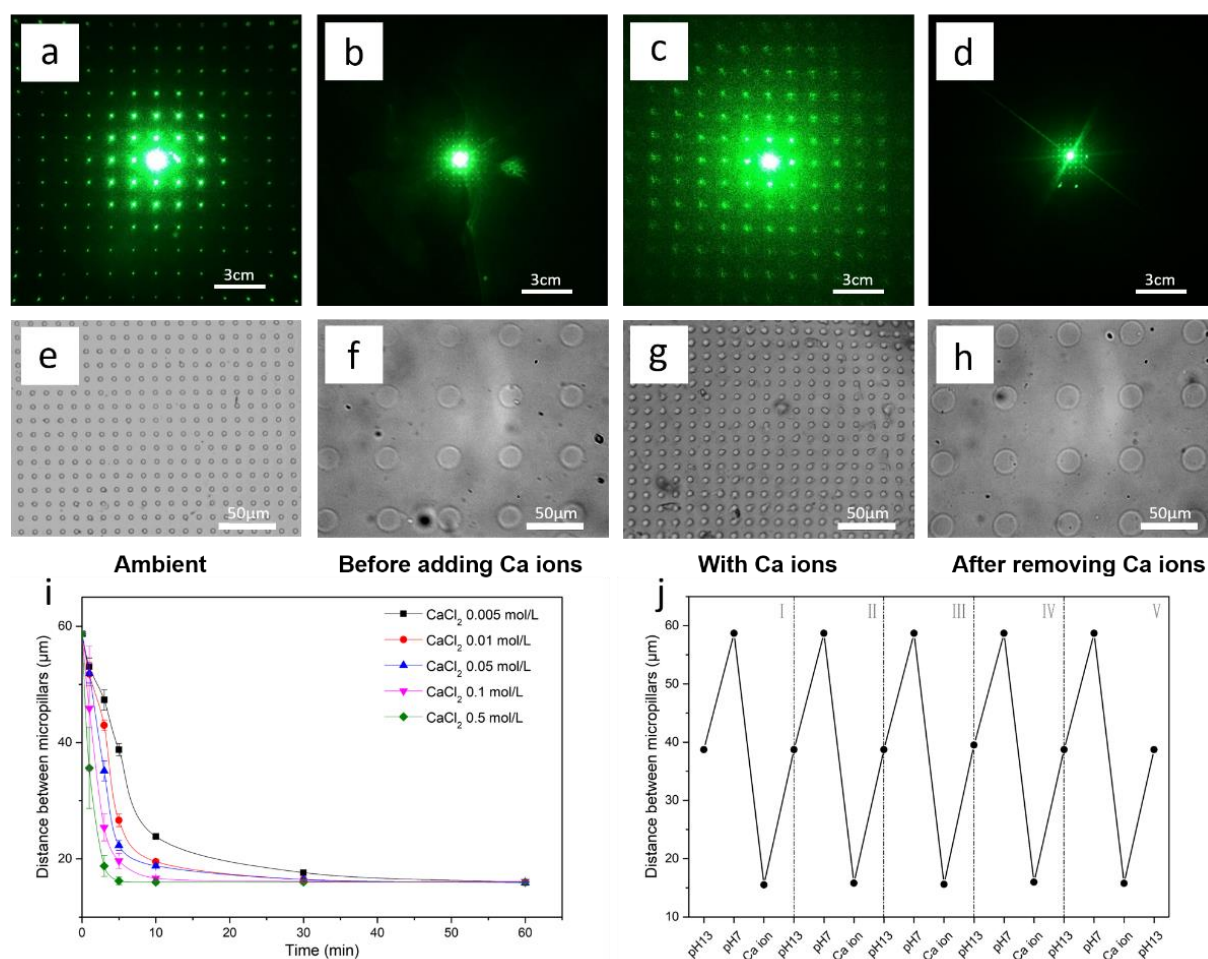 a
b
c
d
3cm
3cm
3cm
3cm
e
f
g
h
50μm
50μm
50μm
50μm
Ambient
Before adding Ca ions
With Ca ions
After removing Ca ions
i
CaCl2 0.005 mol/L
CaCl2 0.01 mol/L
CaCl2 0.05 mol/L
CaCl2 0.1 mol/L
CaCl2 0.5 mol/L
Distance between micropillars (μm)
60
40
20
0
10
20
30
40
50
60
Time (min)
j
I
II
III
IV
V
Distance between micropillars (μm)
60
50
40
30
20
10
pH13
pH7
Ca ion
pH13
pH7
Ca ion
pH13
pH7
Ca ion
pH13
pH7
Ca ion
pH13
pH7
Ca ion
pH13